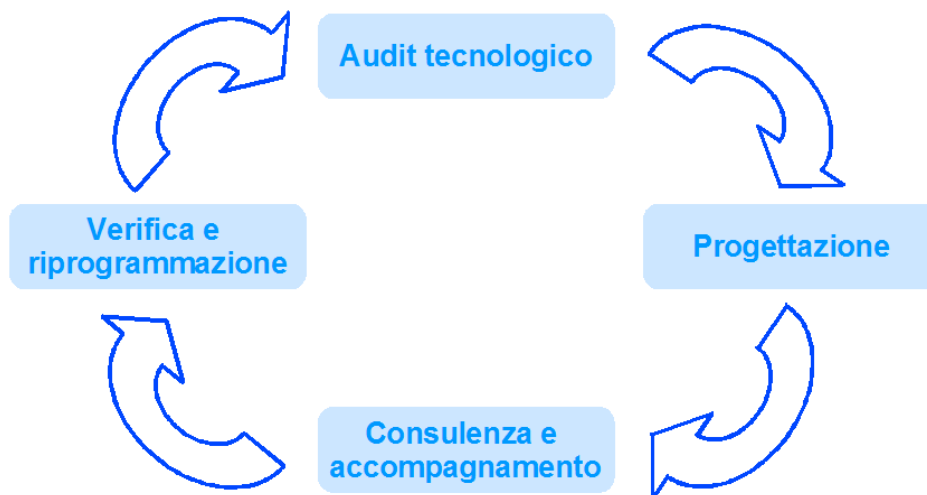 Audit tecnologico
Verifica e
riprogrammazione
Progettazione
Consulenza e
accompagnamento